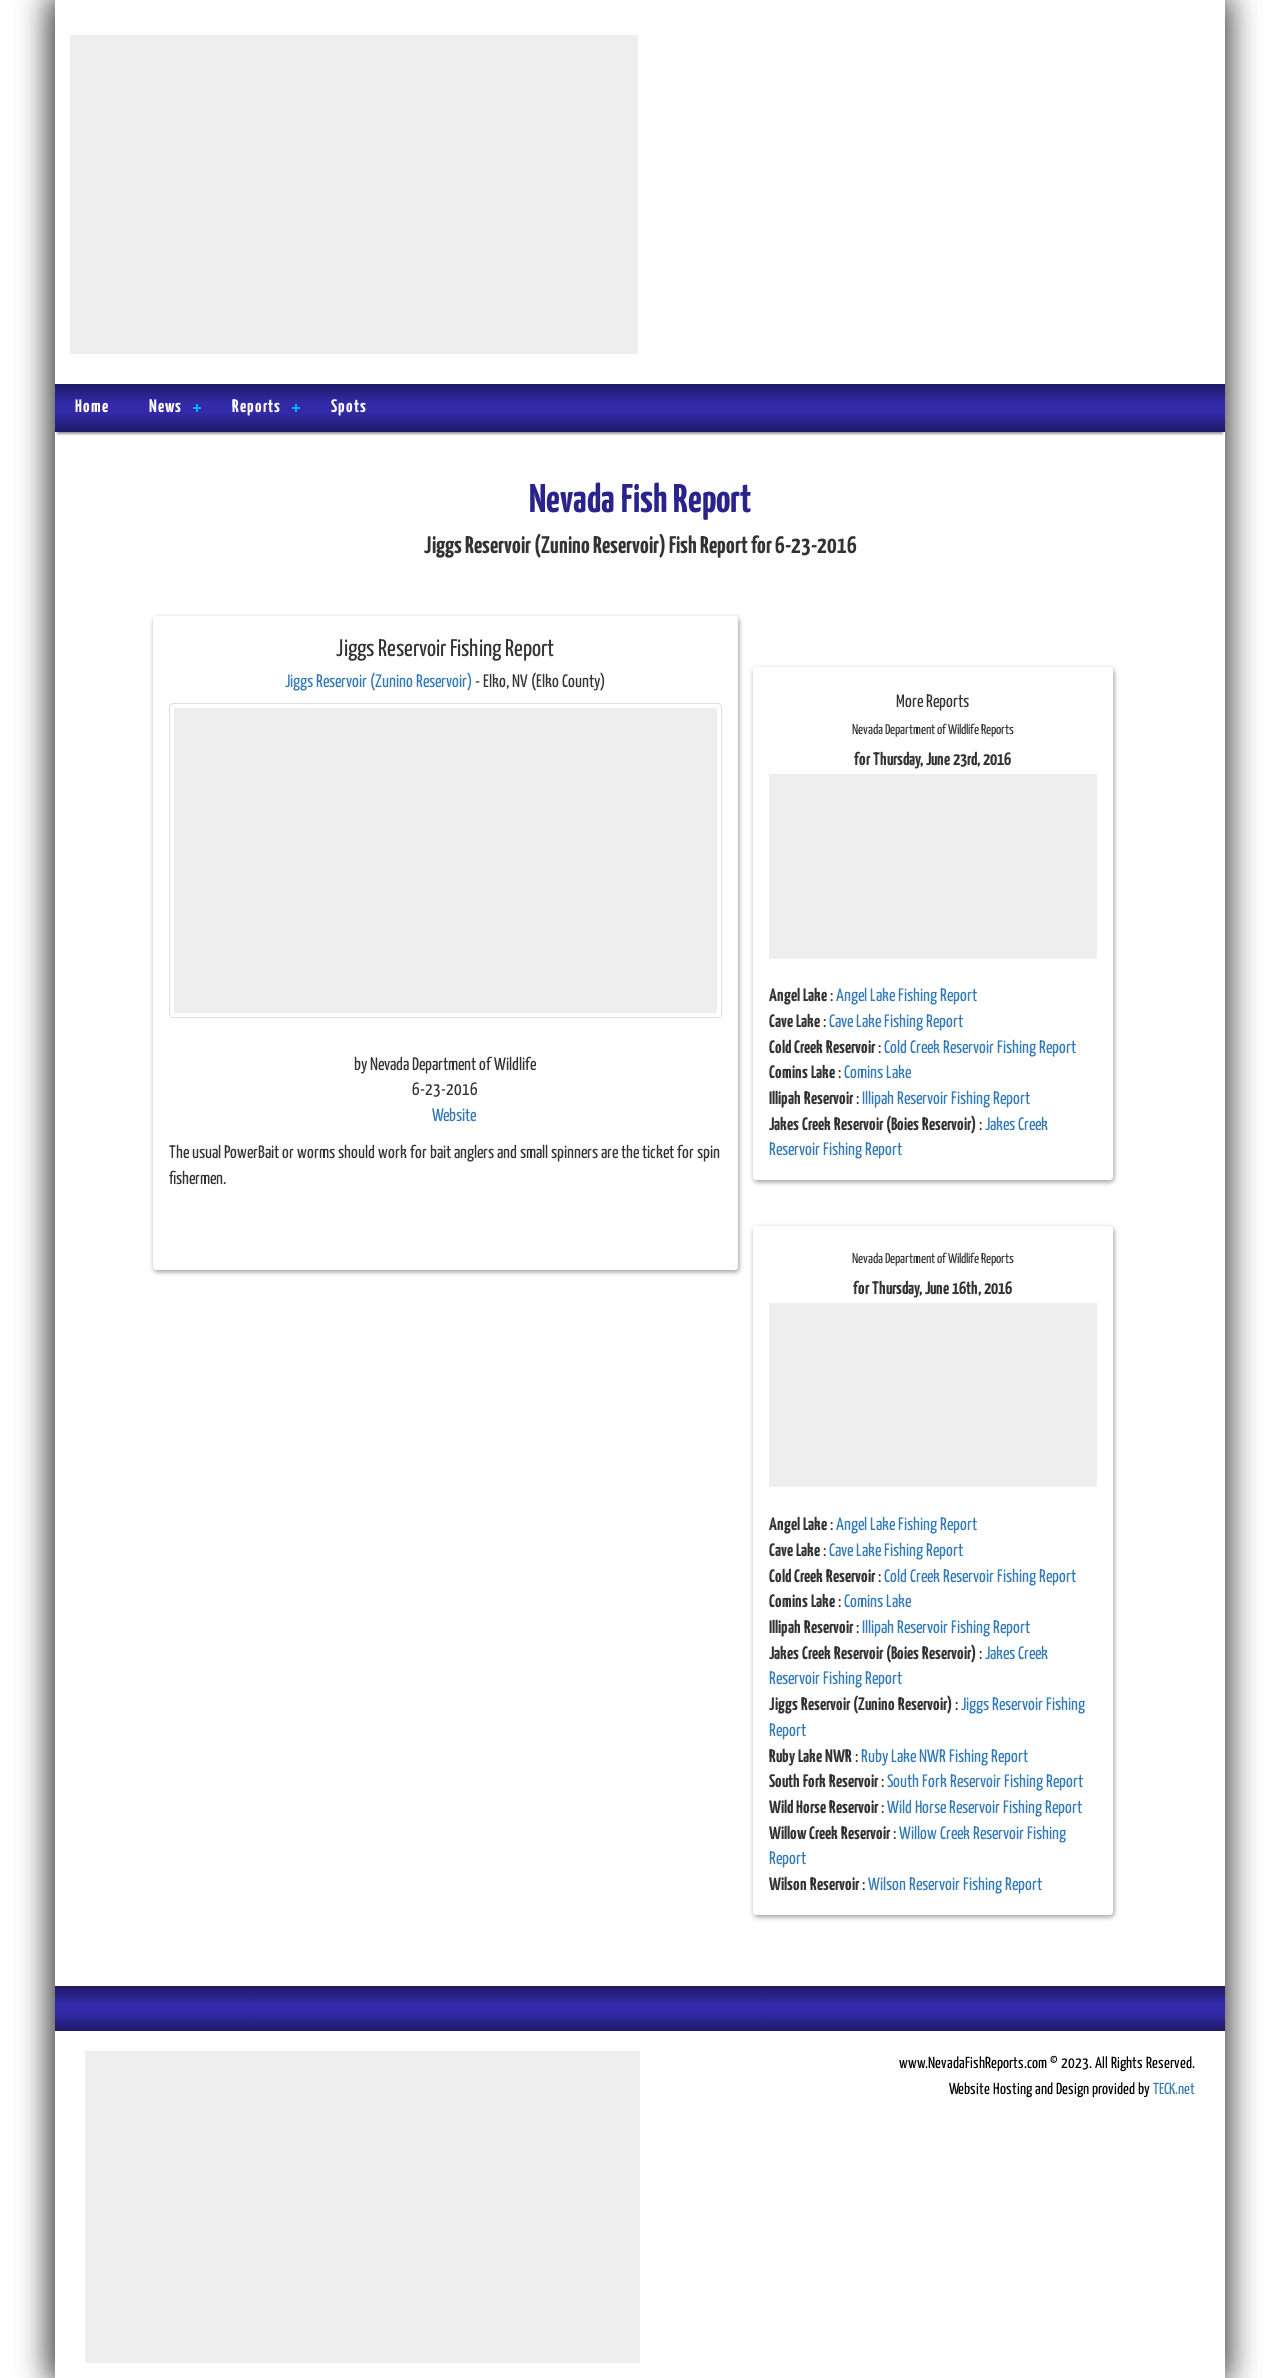 Home News Reports Spots
Nevada Fish Report
Jiggs Reservoir (Zunino Reservoir) Fish Report for 6-23-2016
Jiggs Reservoir Fishing Report
Jiggs Reservoir (Zunino Reservoir) - Elko, NV (Elko County)
by Nevada Department of Wildlife
6-23-2016
Website
The usual PowerBait or worms should work for bait anglers and small spinners are the ticket for spin
fishermen.
More Reports
Nevada Department of Wildlife Reports
for Thursday, June 23rd, 2016
Angel Lake : Angel Lake Fishing Report
Cave Lake : Cave Lake Fishing Report
Cold Creek Reservoir : Cold Creek Reservoir Fishing Report
Comins Lake : Comins Lake
Illipah Reservoir : Illipah Reservoir Fishing Report
Jakes Creek Reservoir (Boies Reservoir) : Jakes Creek
Reservoir Fishing Report
Nevada Department of Wildlife Reports
for Thursday, June 16th, 2016
Angel Lake : Angel Lake Fishing Report
Cave Lake : Cave Lake Fishing Report
Cold Creek Reservoir : Cold Creek Reservoir Fishing Report
Comins Lake : Comins Lake
Illipah Reservoir : Illipah Reservoir Fishing Report
Jakes Creek Reservoir (Boies Reservoir) : Jakes Creek
Reservoir Fishing Report
Jiggs Reservoir (Zunino Reservoir) : Jiggs Reservoir Fishing
Report
Ruby Lake NWR : Ruby Lake NWR Fishing Report
South Fork Reservoir : South Fork Reservoir Fishing Report
Wild Horse Reservoir : Wild Horse Reservoir Fishing Report
Willow Creek Reservoir : Willow Creek Reservoir Fishing
Report
Wilson Reservoir : Wilson Reservoir Fishing Report
www.NevadaFishReports.com © 2023. All Rights Reserved.
Website Hosting and Design provided by TECK.net